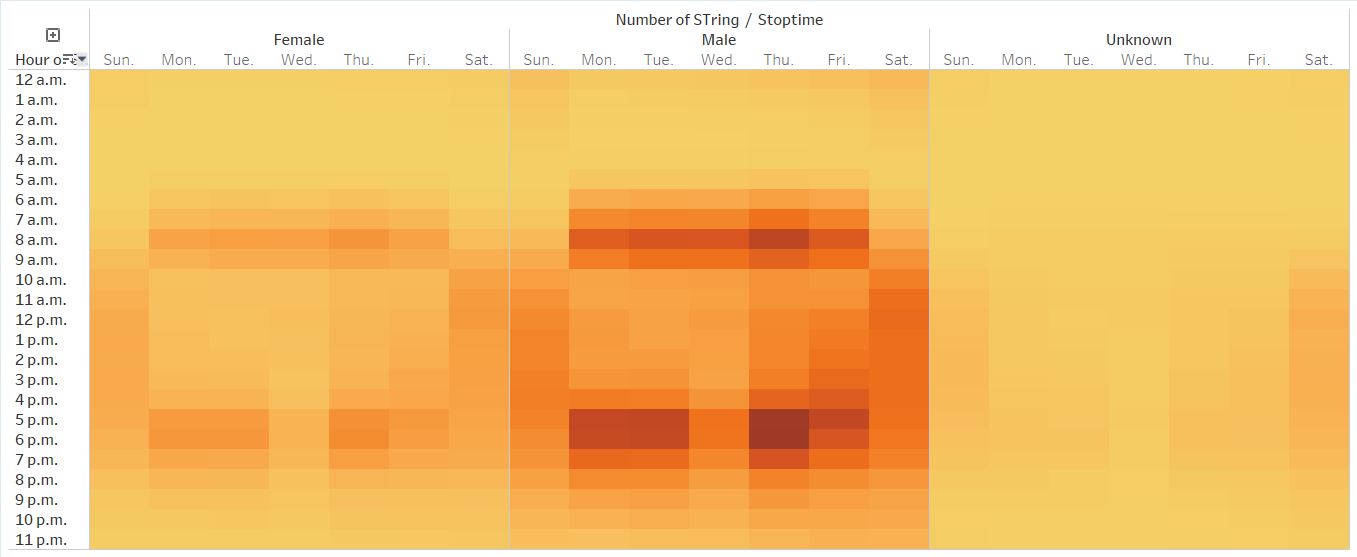 Number of STring / Stoptime
Female Male Unknown
Hour o
Sun. Mon. Tue. Wed. Thu. Fri. Sat. Sun. Mon. Tue. Wed. Thu. Fri. Sat. Sun. Mon. Tue. Wed. Thu. Fri. Sat.
12 a.m.
1 a.m.
2 a.m.
3 a.m.
4 a.m.
5 a.m.
6 a.m.
7 a.m.
8 a.m.
9 a.m.
10 a.m.
11 a.m.
12 p.m.
1 p.m.
2 p.m.
3 p.m.
4 p.m.
5 p.m.
6 p.m.
7 p.m.
8 p.m.
9 p.m.
10 p.m.
11 p.m.